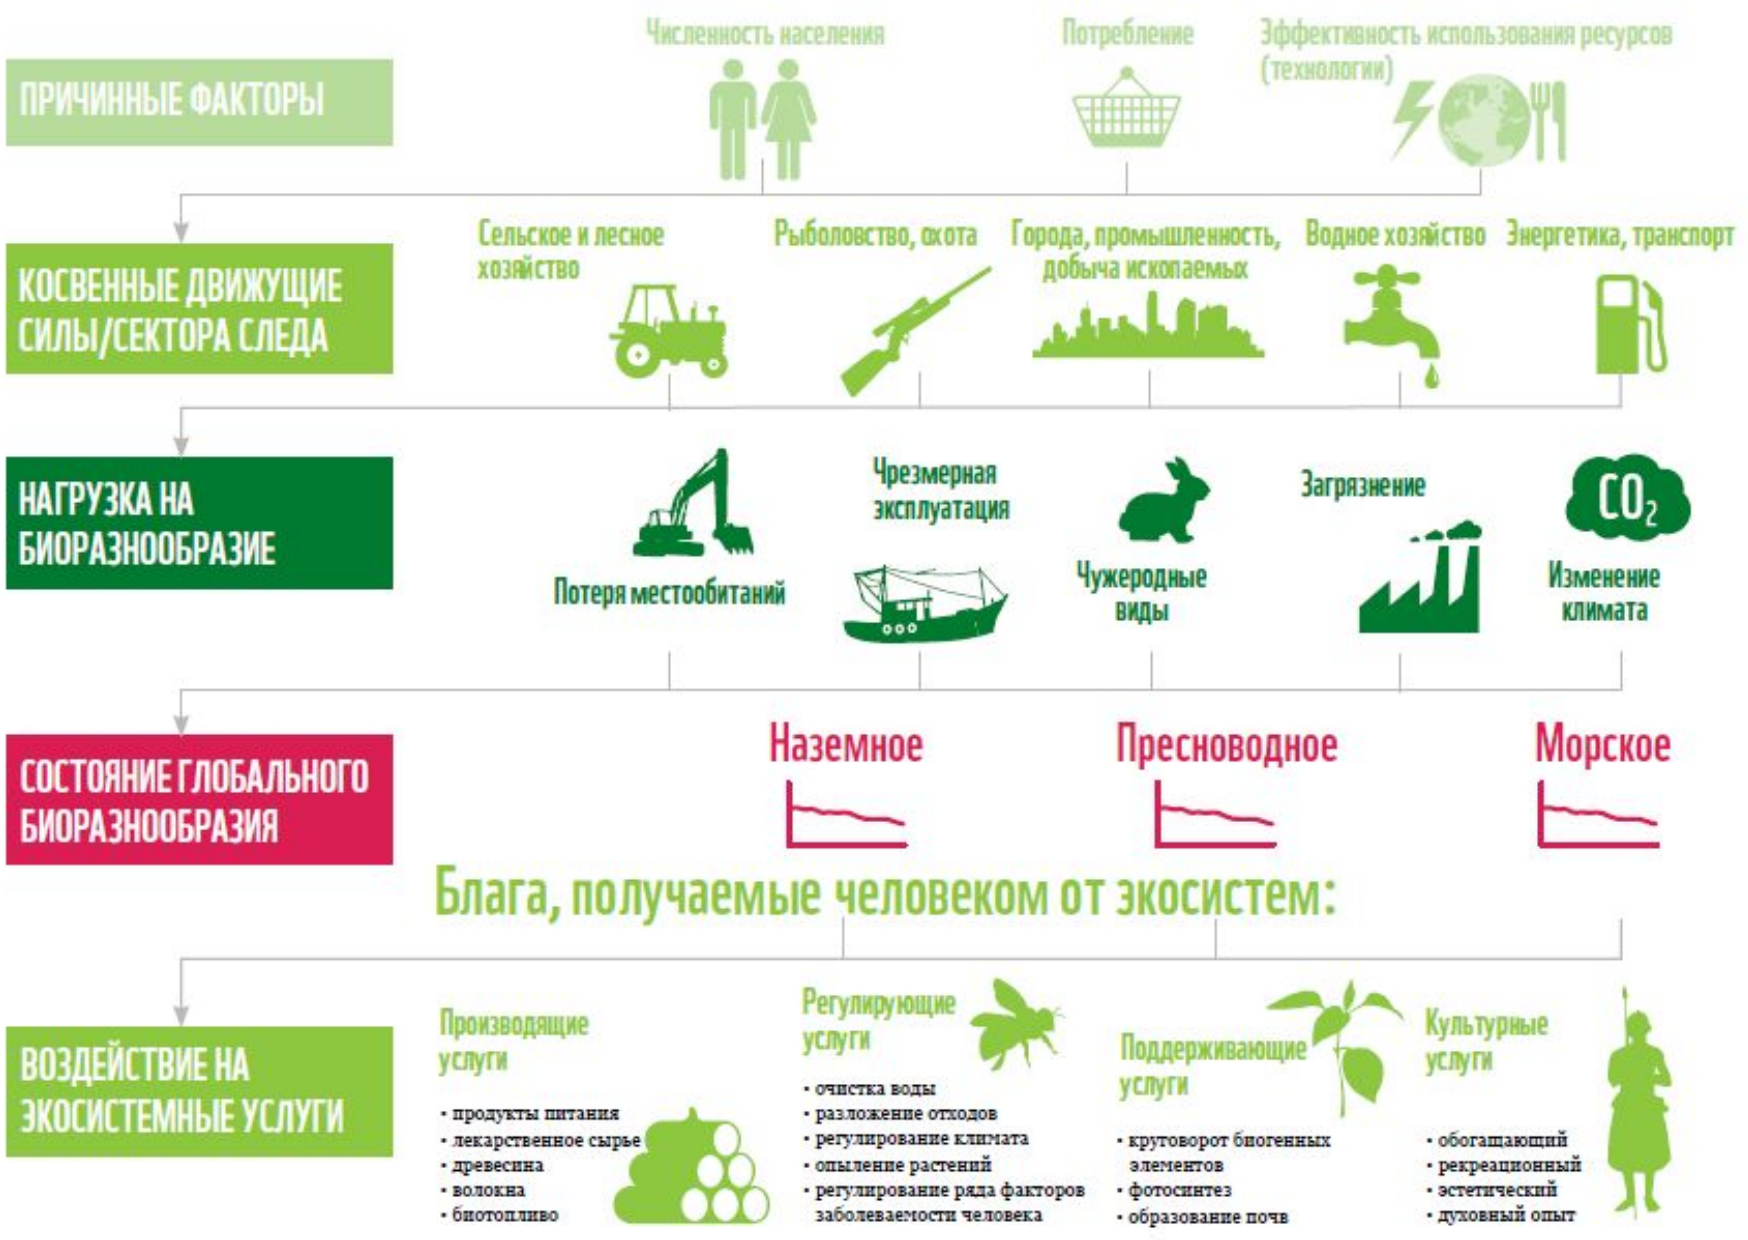 Численность населения
Потребление
Эффективность использования ресурсов
(технологии)
ПРИЧИННЫЕ ФАКТОРЫ
Сельское и лесное
хозяйство
Рыболовство, охота
Города, промышленность,
добыча ископаемых
Водное хозяйство
Энергетика, транспорт
КОСВЕННЫЕ ДВИЖУЩИЕ
СИЛЫ/СЕКТОРА СЛЕДА
НАГРУЗКА НА
БИОРАЗНООБРАЗИЕ
Потеря местообитаний
Чрезмерная
эксплуатация
Чужеродные
виды
Загрязнение
CO₂
Изменение
климата
СОСТОЯНИЕ ГЛОБАЛЬНОГО
БИОРАЗНООБРАЗИЯ
Наземное
Пресноводное
Морское
Блага, получаемые человеком от экосистем:
ВОЗДЕЙСТВИЕ НА
ЭКОСИСТЕМНЫЕ УСЛУГИ
Производящие
услуги
• продукты питания
• лекарственное сырье
• древесина
• волокна
• биотопливо
Регулирующие
услуги
• очистка воды
• разложение отходов
• регулирование климата
• опыление растений
• регулирование ряда факторов
заболеваемости человека
Поддерживающие
услуги
• круговорот биогенных
элементов
• фотосинтез
• образование почв
Культурные
услуги
• обогащающий
• рекреационный
• эстетический
• духовный опыт